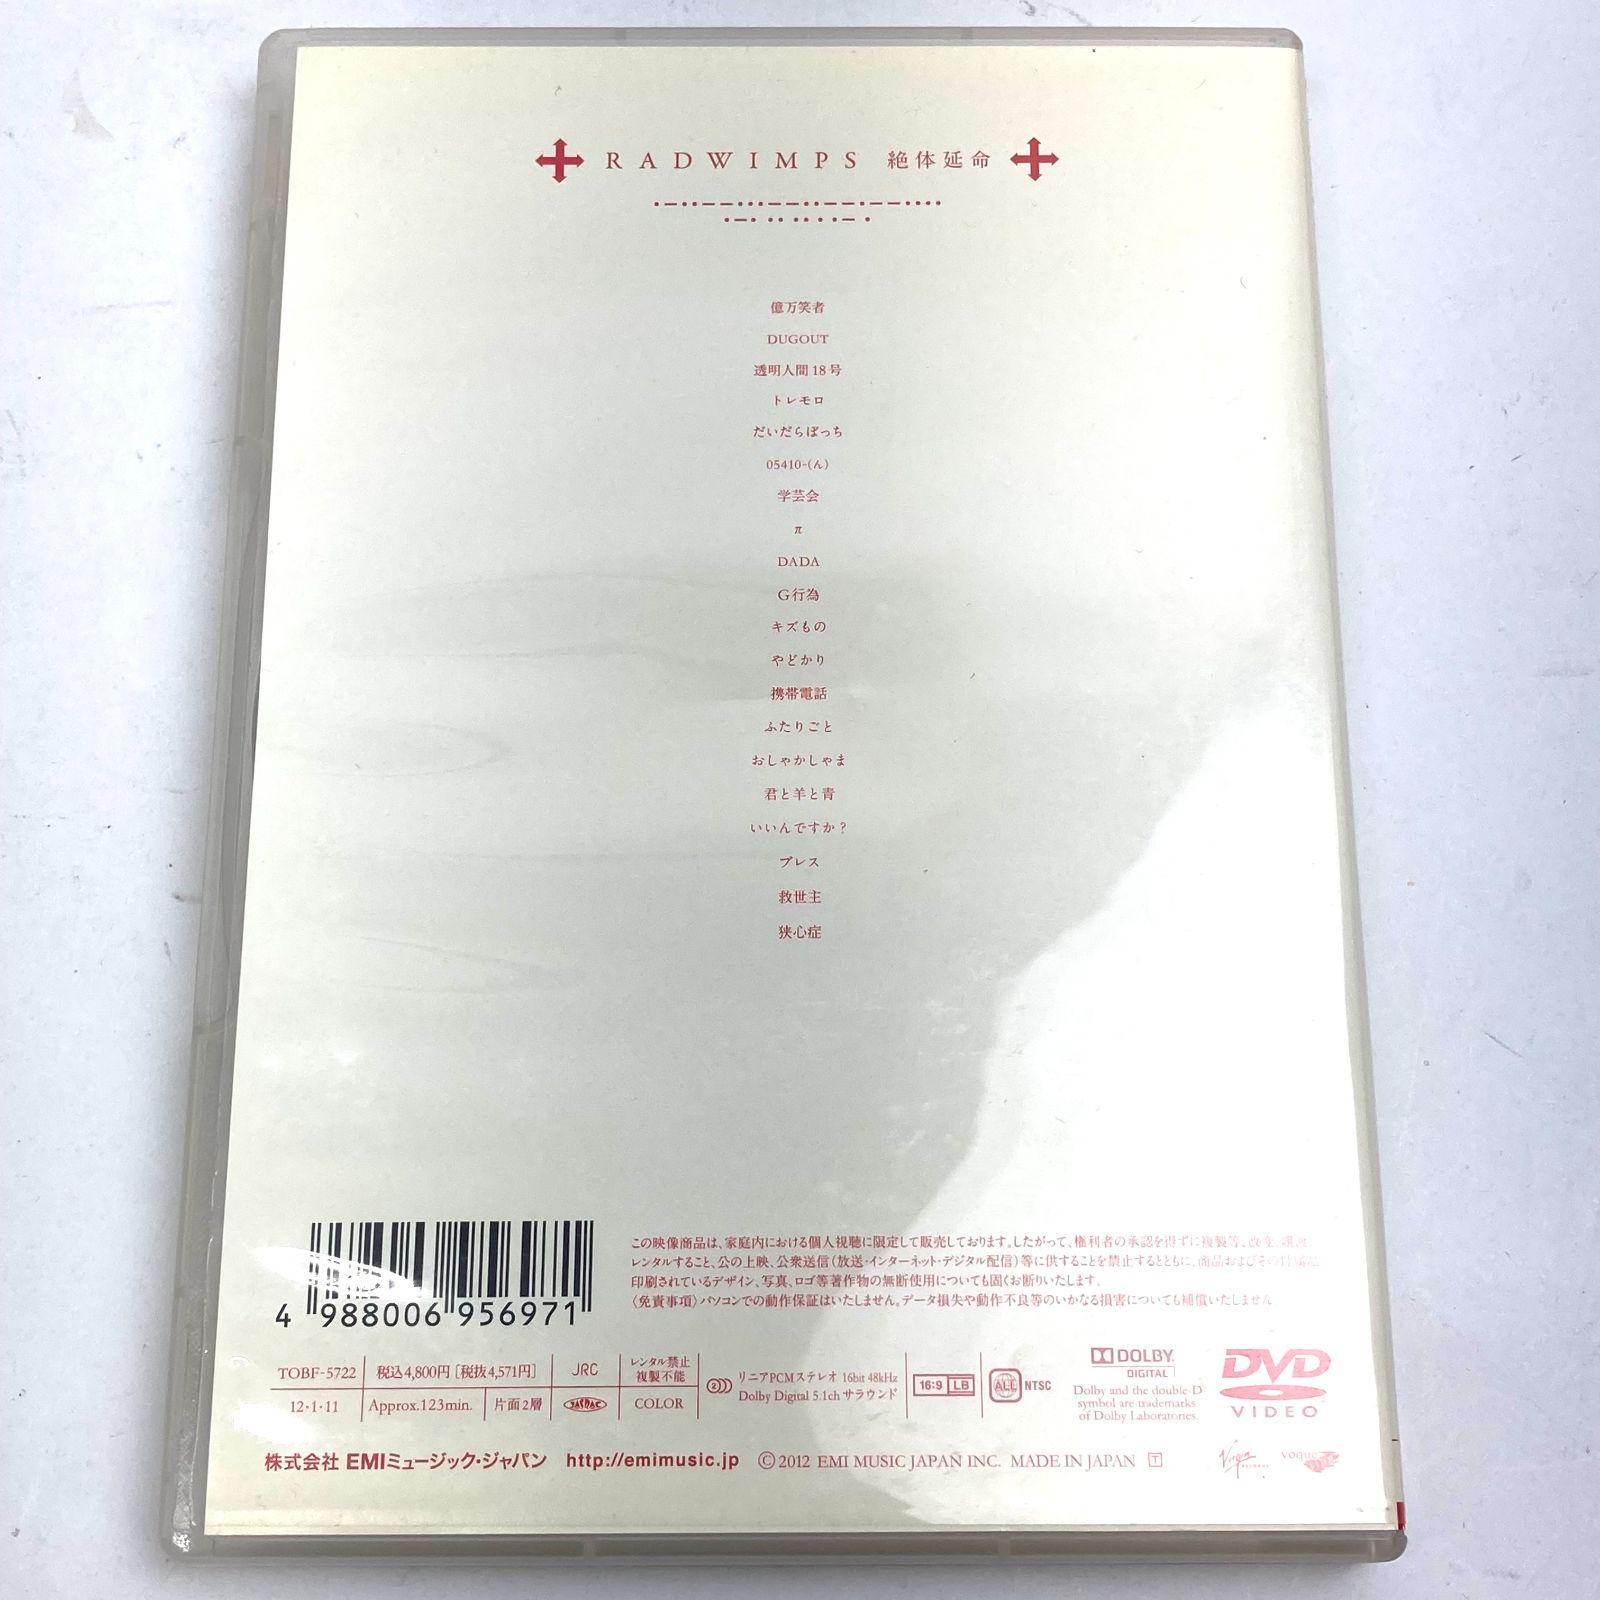 RADWIMPS 絶体延命
億万笑者
DUGOUT
透明人間18号
トレモロ
だいだらぼっち
05410-(ん)
学芸会
π
DADA
G行為
キズもの
やどかり
携帯電話
ふたりごと
おしゃかしゃま
君と羊と青
いいんですか?
ブレス
救世主
狭心症
この映像商品は、家庭内における個人視聴に限定して販売しております。したがって、権利者の承認を得ずに複製等、改変、
レンタルすること、公の上映、公衆送信(放送・インターネット・デジタル配信)等に供することを禁止するとともに、商品およびその
印刷されているデザイン、写真、ロゴ等著作物の無断使用についても固くお断りいたします。
〈免責事項〉パソコンでの動作保証はいたしません。データ損失や動作不良等のいかなる損害についても補償いたしません
4 988006 956971
TOBF-5722 税込4,800円[税抜4,571円] JRC レンタル禁止 複製不能
12・1・11 Approx.123min. 片面2層 COLOR
2 リニアPCMステレオ 16bit 48kHz
Dolby Digital 5.1ch サラウンド
16:9 LB
ALL NTSC
DOLBY
DIGITAL
Dolby and the double-D
symbol are trademarks
of Dolby Laboratories.
DVD
VIDEO
株式会社 EMIミュージック・ジャパン http://emimusic.jp ©2012 EMI MUSIC JAPAN INC. MADE IN JAPAN T
Virgin